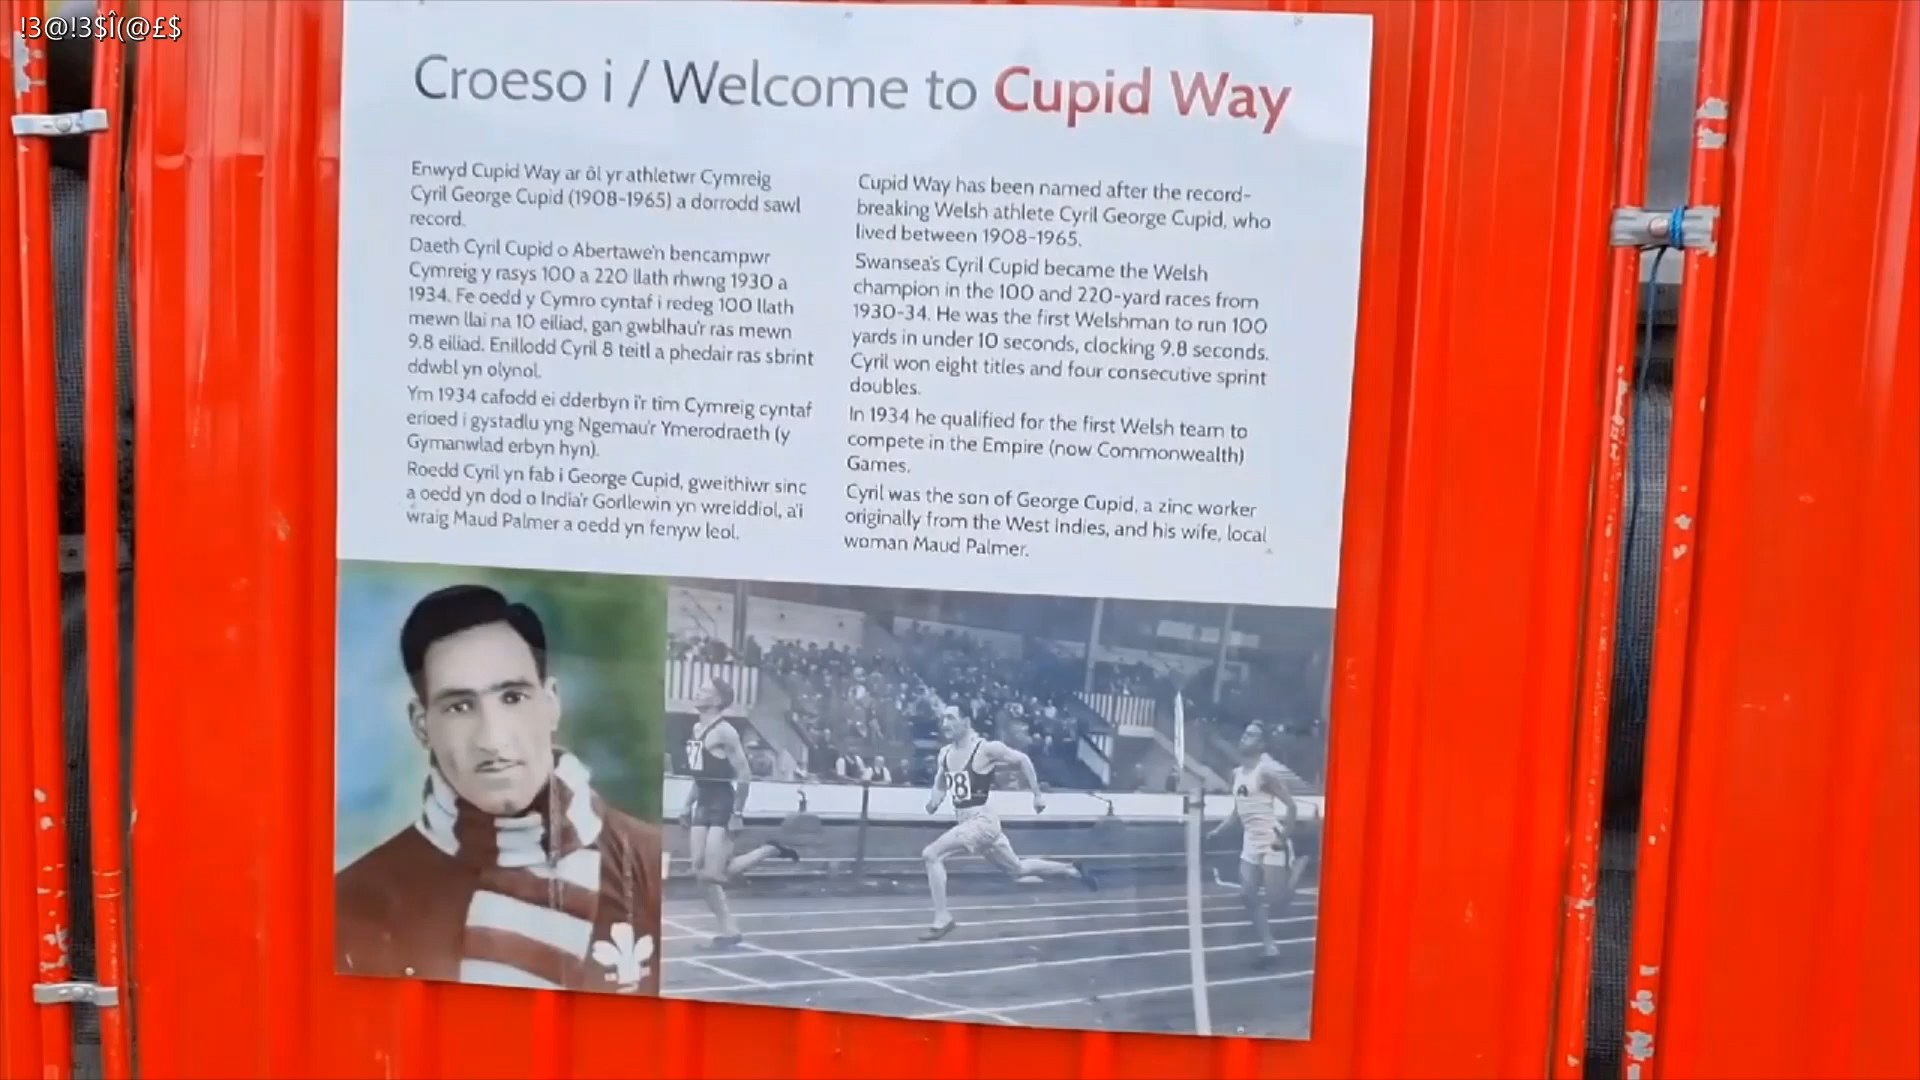 !3@!3$Î(@£$
Croeso i / Welcome to Cupid Way
Enwyd Cupid Way ar ôl yr athletwr Cymreig
Cyril George Cupid (1908-1965) a dorrodd sawl
record.
Daeth Cyril Cupid o Abertawe'n bencampwr
Cymreig y rasys 100 a 220 llath rhwng 1930 a
1934. Fe oedd y Cymro cyntaf i redeg 100 llath
mewn llai na 10 eiliad, gan gwblhau'r ras mewn
9.8 eiliad. Enillodd Cyril 8 teitl a phedair ras sbrint
ddwbl yn olynol.
Ym 1934 cafodd ei dderbyn i'r tîm Cymreig cyntaf
erioed i gystadlu yng Ngemau'r Ymerodraeth (y
Gymanwlad erbyn hyn).
Roedd Cyril yn fab i George Cupid, gweithiwr sinc
a oedd yn dod o India'r Gorllewin yn wreiddiol, a'i
wraig Maud Palmer a oedd yn fenyw leol.
Cupid Way has been named after the record-
breaking Welsh athlete Cyril George Cupid, who
lived between 1908-1965.
Swansea's Cyril Cupid became the Welsh
champion in the 100 and 220-yard races from
1930-34. He was the first Welshman to run 100
yards in under 10 seconds, clocking 9.8 seconds.
Cyril won eight titles and four consecutive sprint
doubles.
In 1934 he qualified for the first Welsh team to
compete in the Empire (now Commonwealth)
Games.
Cyril was the son of George Cupid, a zinc worker
originally from the West Indies, and his wife, local
woman Maud Palmer.